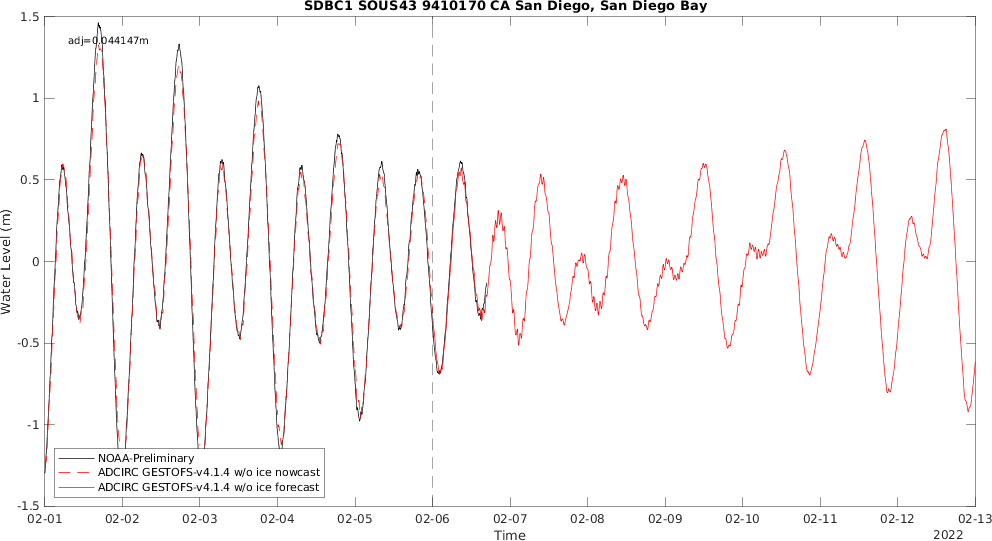 SDBC1 SOUS43 9410170 CA San Diego, San Diego Bay
adj=0.044147m
1.5
1
0.5
0
-0.5
-1
-1.5
Water Level (m)
NOAA-Preliminary
ADCIRC GESTOFS-v4.1.4 w/o ice nowcast
ADCIRC GESTOFS-v4.1.4 w/o ice forecast
02-01 02-02 02-03 02-04 02-05 02-06 02-07 02-08 02-09 02-10 02-11 02-12 02-13
Time
2022